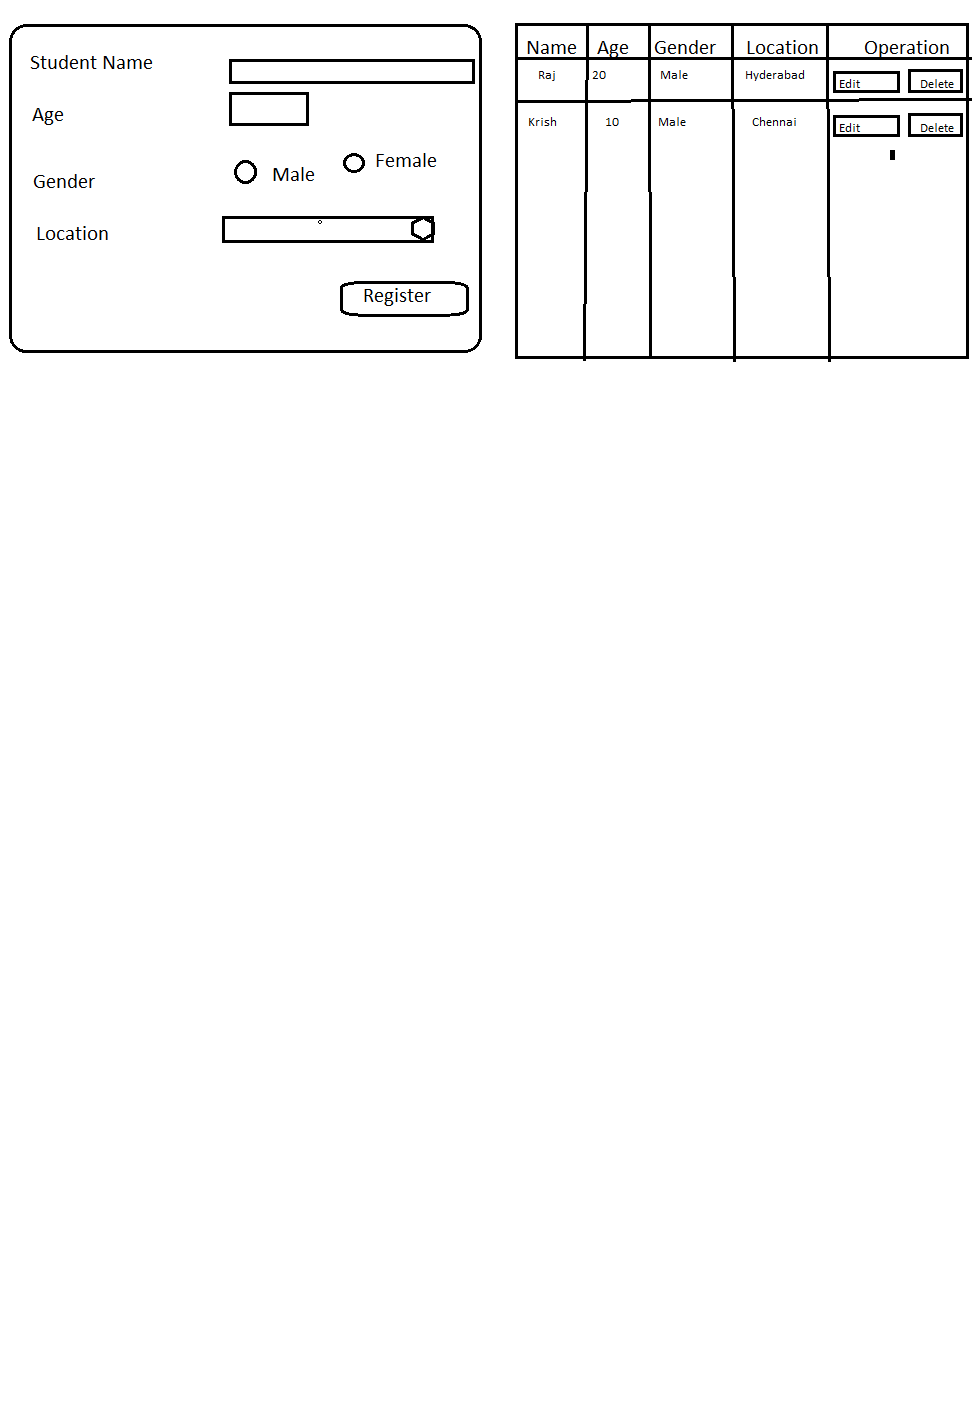 Student Name
Age
Gender
Male
Female
Location
Register
Name Age Gender Location Operation
Raj 20 Male Hyderabad Edit Delete
Krish 10 Male Chennai Edit Delete